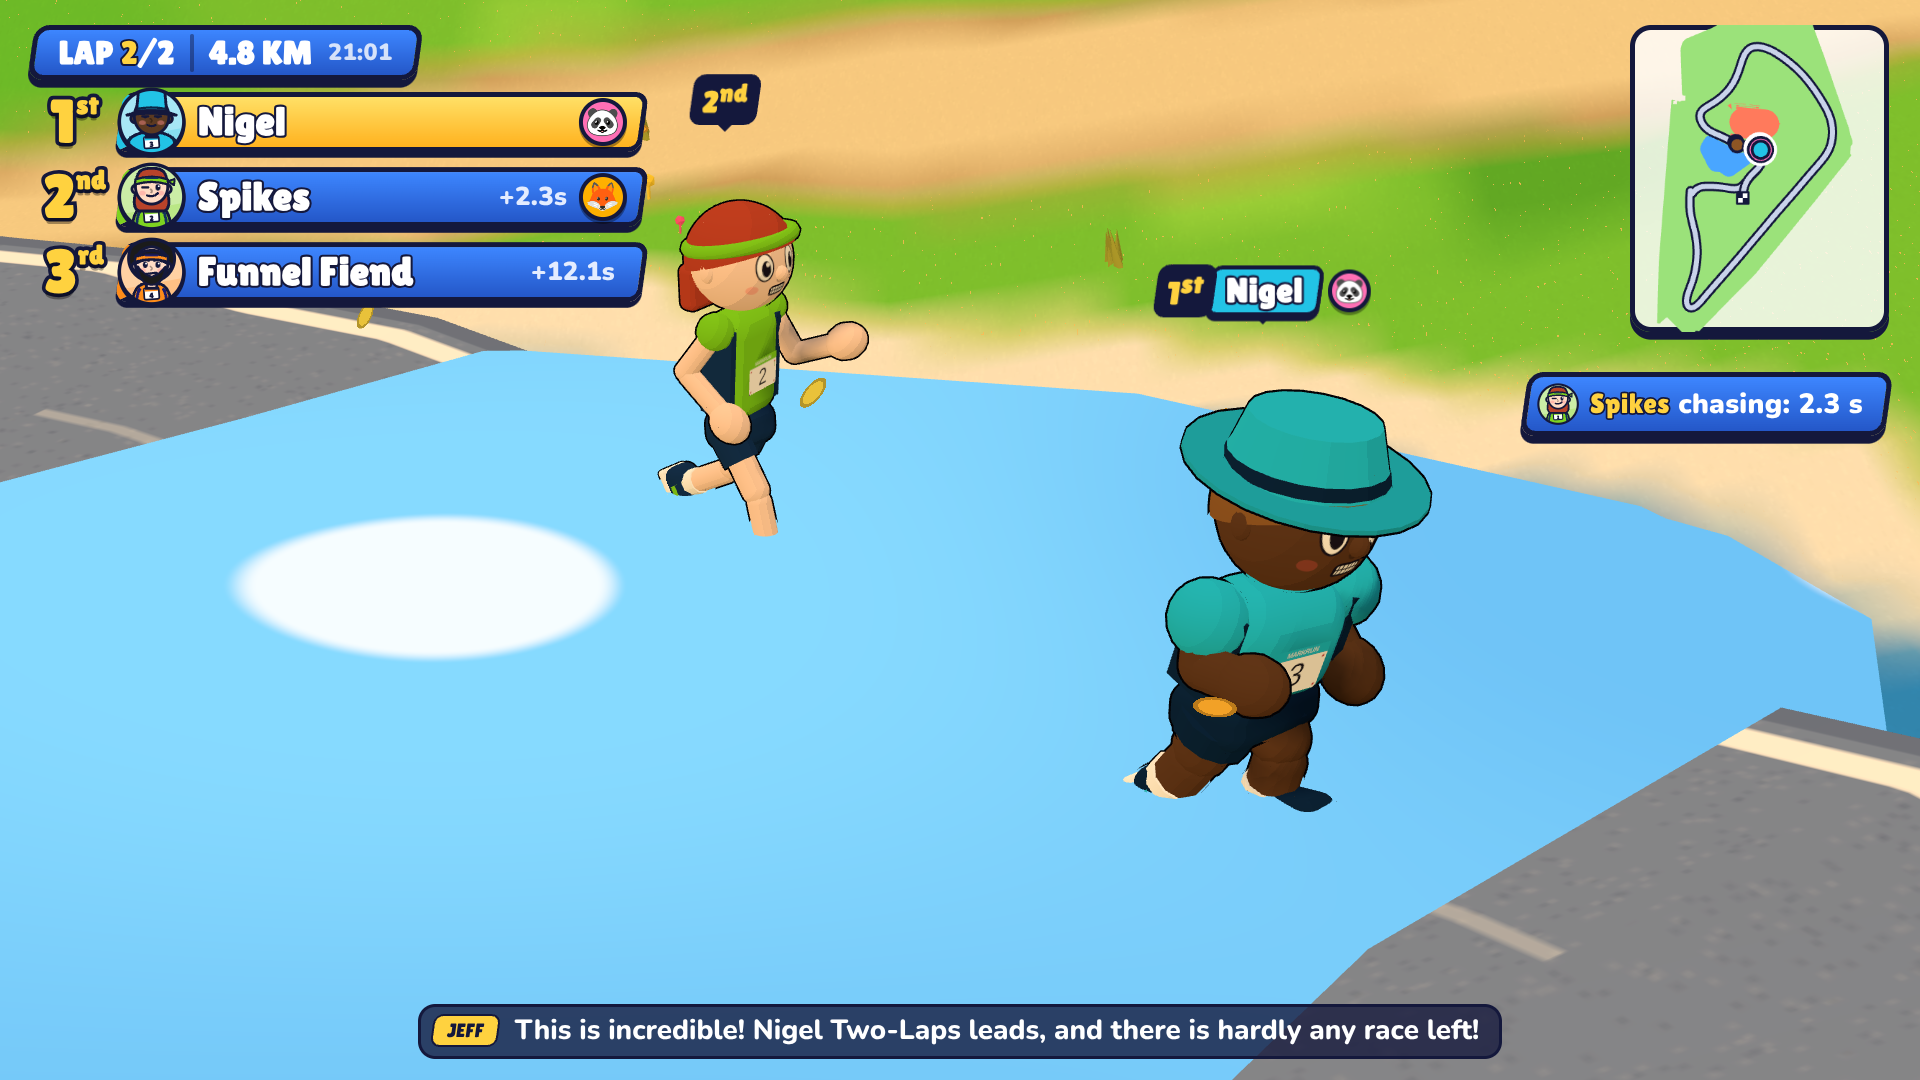 LAP 2/2 4.8 KM 21:01
1st Nigel
2nd Spikes +2.3s
3rd Funnel Fiend +12.1s
2nd
1st Nigel
Spikes chasing: 2.3 s
2
MARKRUN
3
JEFF This is incredible! Nigel Two-Laps leads, and there is hardly any race left!